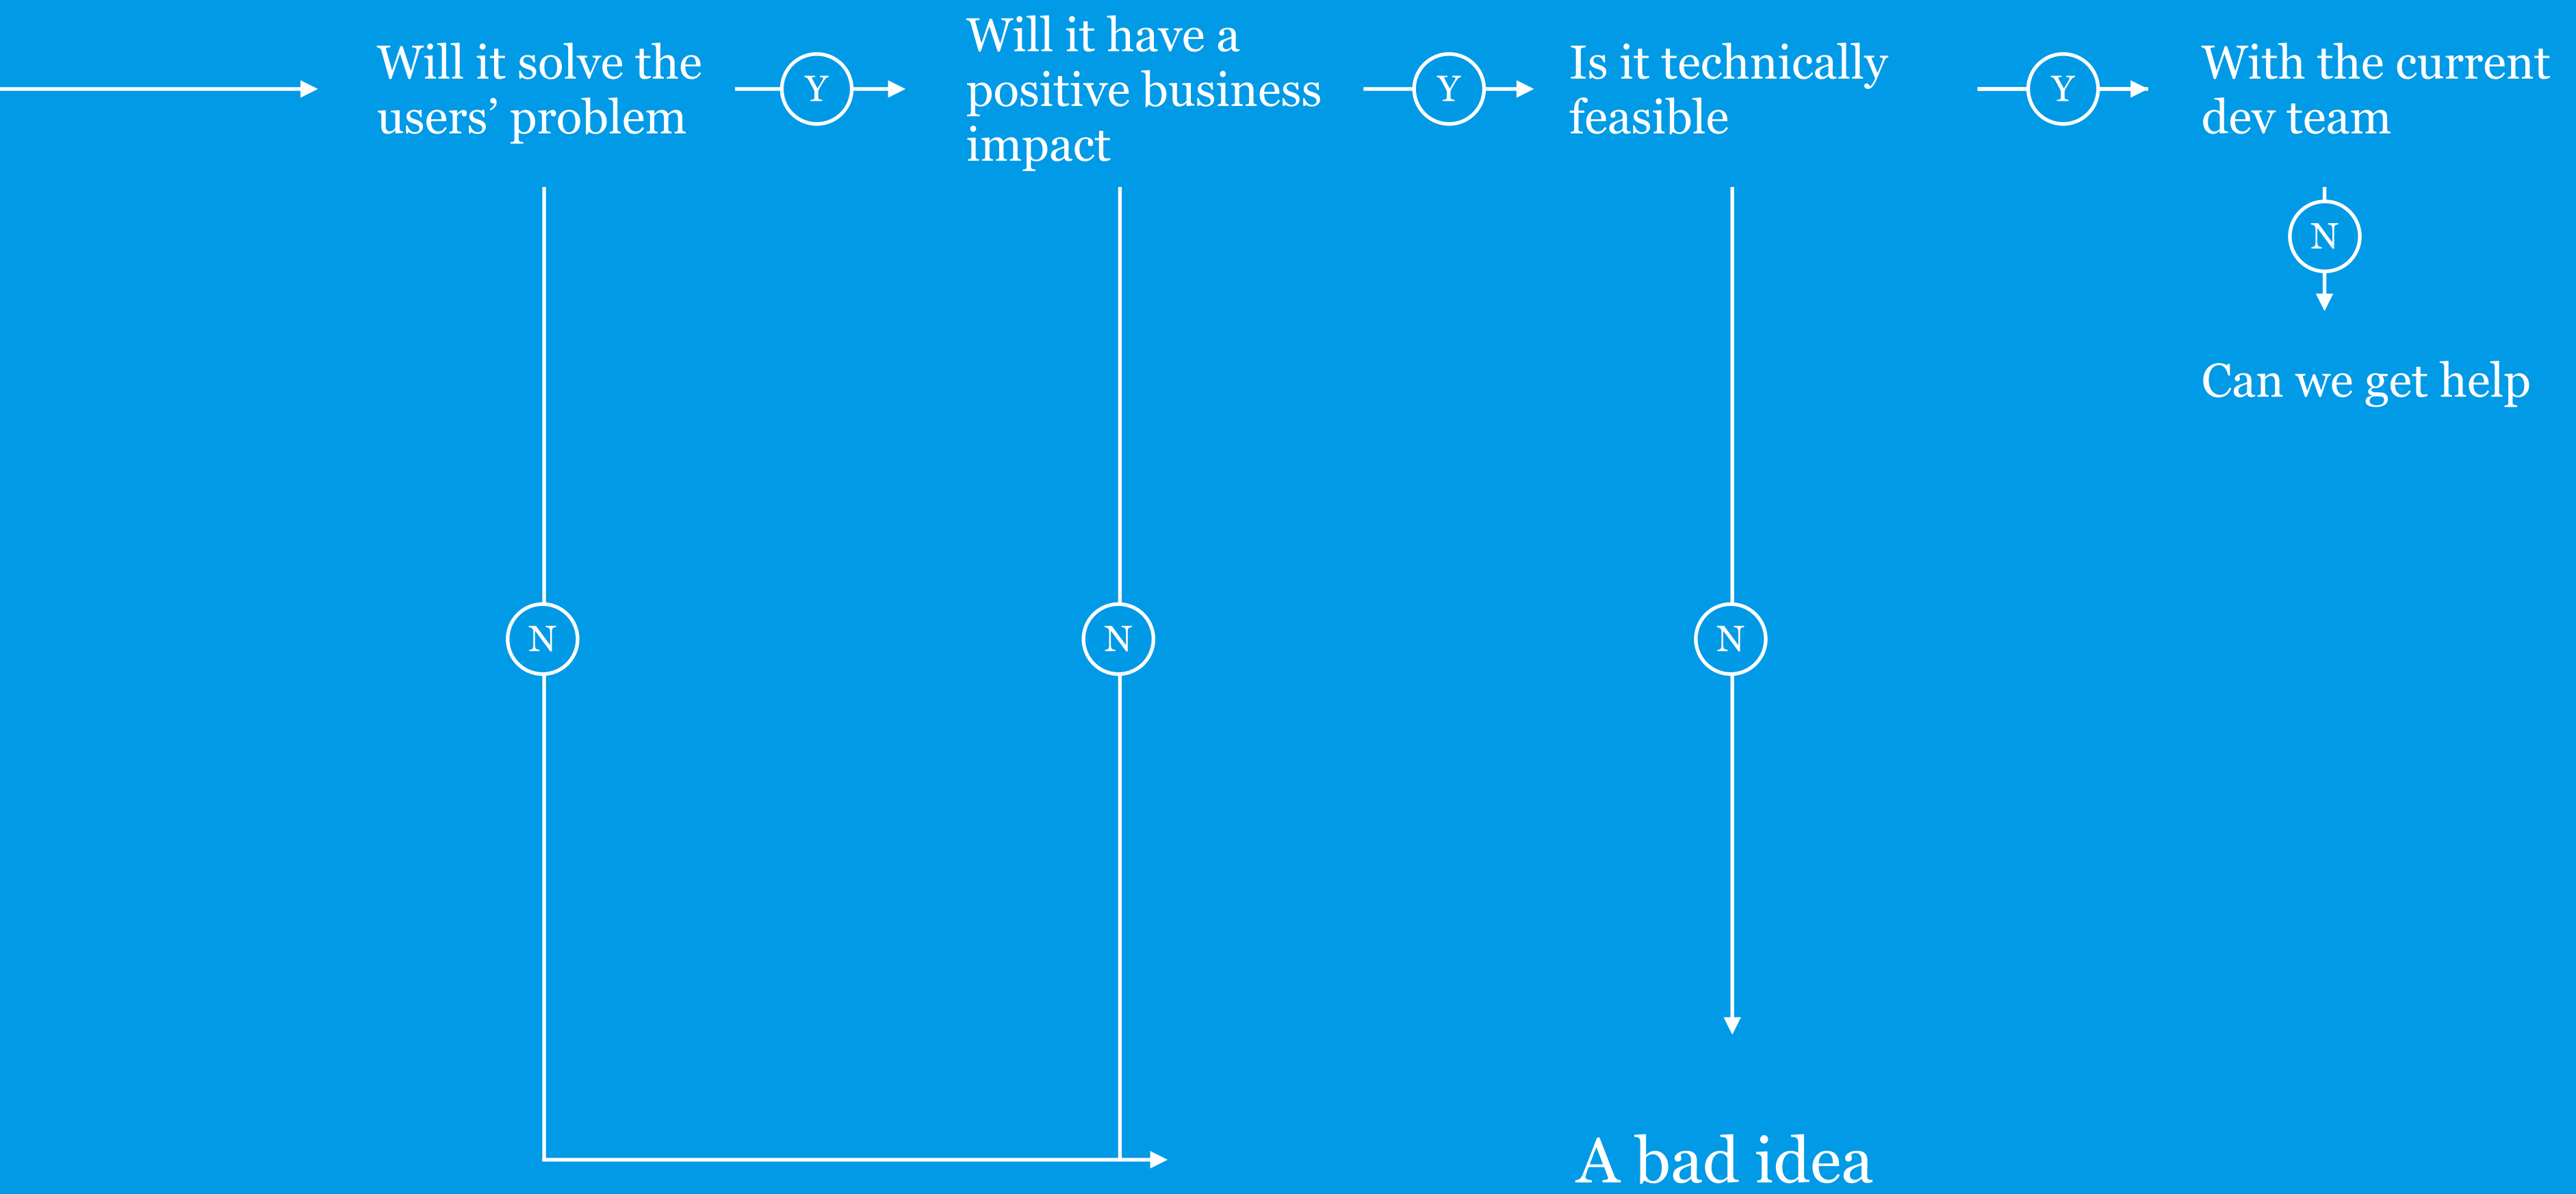 Will it solve the
users’ problem
Y
Will it have a
positive business
impact
Y
Is it technically
feasible
Y
With the current
dev team
N
Can we get help
N
N
N
A bad idea